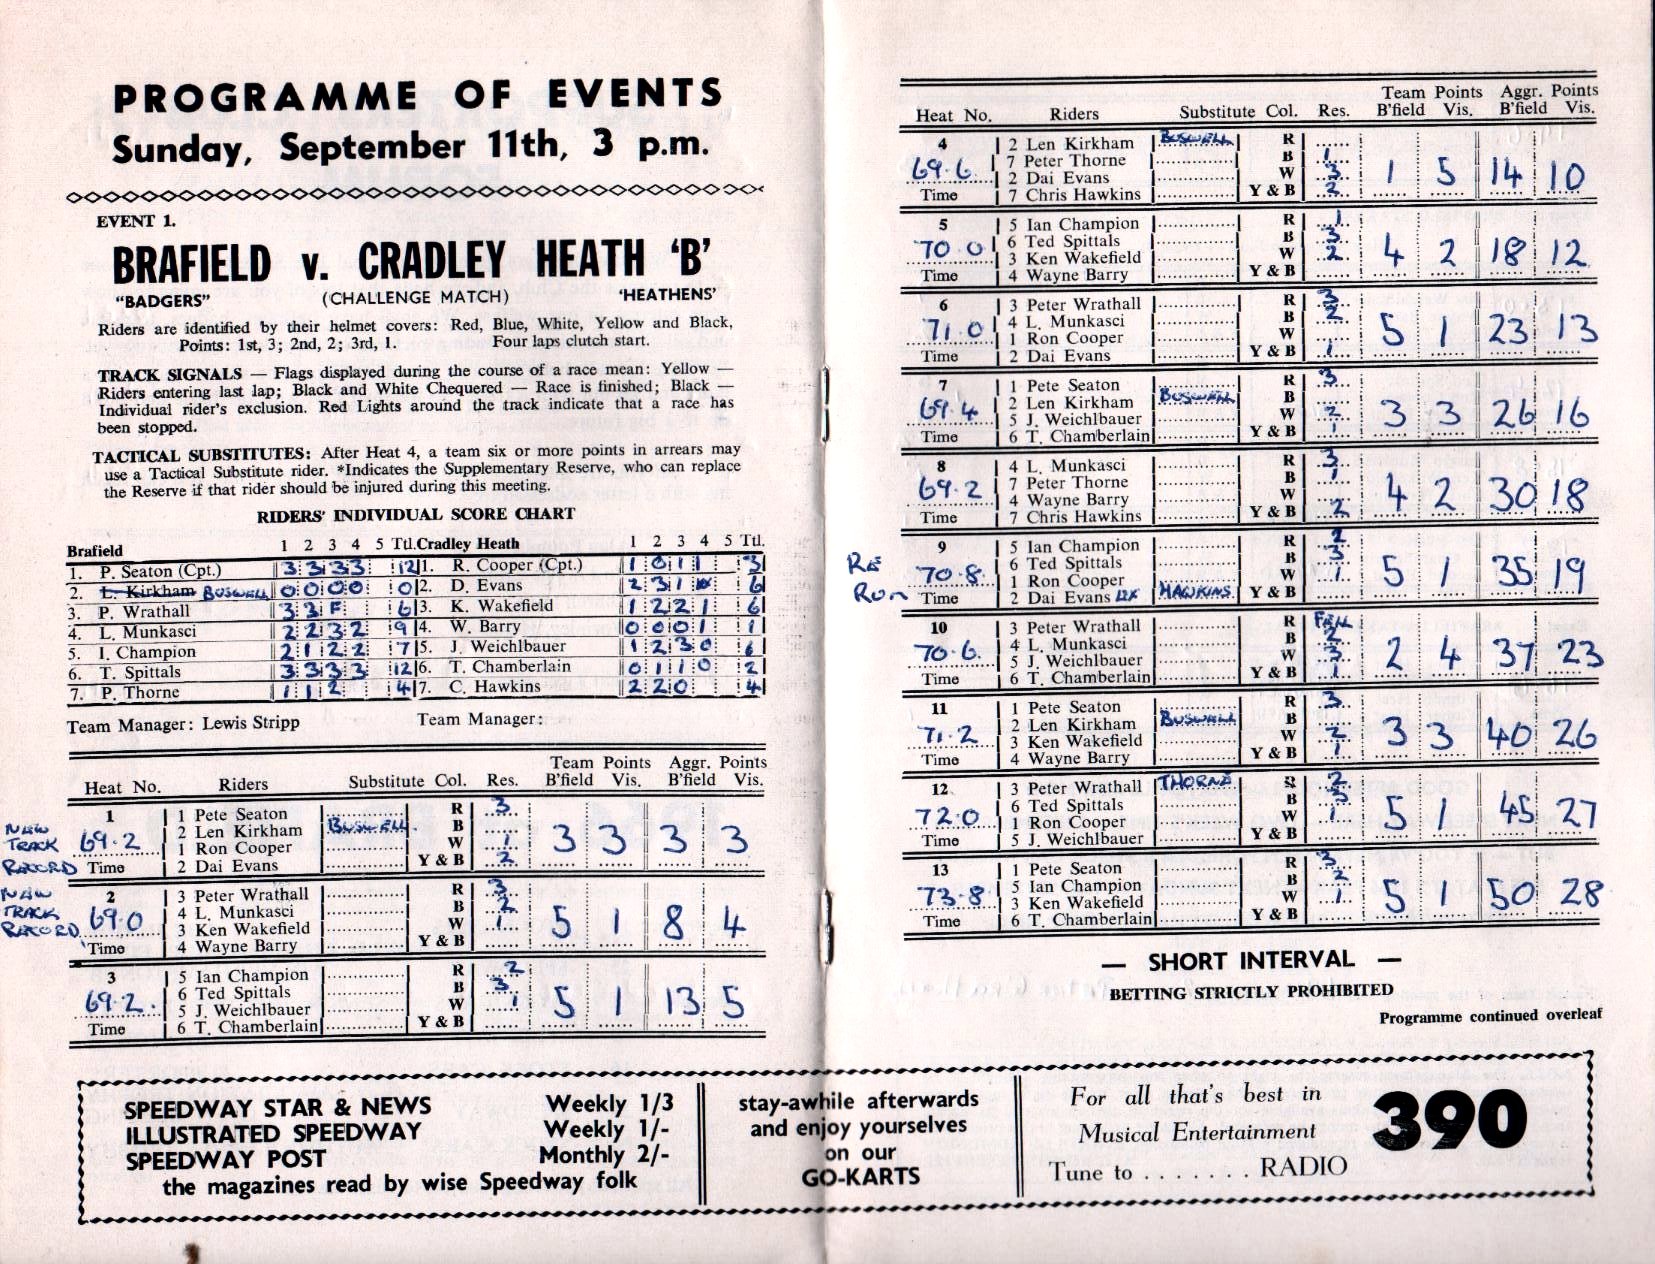 PROGRAMME OF EVENTS
Sunday, September 11th, 3 p.m.
EVENT 1.
BRAFIELD v. CRADLEY HEATH 'B'
"BADGERS" (CHALLENGE MATCH) 'HEATHENS'
Riders are identified by their helmet covers: Red, Blue, White, Yellow and Black,
Points: 1st, 3; 2nd, 2; 3rd, 1. Four laps clutch start.
TRACK SIGNALS — Flags displayed during the course of a race mean: Yellow —
Riders entering last lap; Black and White Chequered — Race is finished; Black —
Individual rider's exclusion. Red Lights around the track indicate that a race has
been stopped.
TACTICAL SUBSTITUTES: After Heat 4, a team six or more points in arrears may
use a Tactical Substitute rider. *Indicates the Supplementary Reserve, who can replace
the Reserve if that rider should be injured during this meeting.
RIDERS' INDIVIDUAL SCORE CHART
Brafield 1 2 3 4 5 Ttl. Cradley Heath 1 2 3 4 5 Ttl.
1. P. Seaton (Cpt.) 3 3 3 3 12 1. R. Cooper (Cpt.) 1 0 1 1 3
2. L. Kirkham BUSWELL 0 0 0 0 0 2. D. Evans 2 3 1 6
3. P. Wrathall 3 3 F 6 3. K. Wakefield 1 2 2 1 6
4. L. Munkasci 2 2 3 2 9 4. W. Barry 0 0 0 1 1
5. I. Champion 2 1 2 2 7 5. J. Weichlbauer 1 2 3 0 6
6. T. Spittals 3 3 3 3 12 6. T. Chamberlain 0 1 1 0 2
7. P. Thorne 1 1 2 4 7. C. Hawkins 2 2 0 4
Team Manager: Lewis Stripp Team Manager:
Team Points Aggr. Points
Heat No. Riders Substitute Col. Res. B'field Vis. B'field Vis.
1 1 Pete Seaton R 3
NEW TRACK RECORD 69.2 2 Len Kirkham BUSWELL B 3 3 3 3
1 Ron Cooper W 1
Time 2 Dai Evans Y & B 2
2 3 Peter Wrathall R 3
NEW TRACK RECORD 69.0 4 L. Munkasci B 2 5 1 8 4
3 Ken Wakefield W 1
Time 4 Wayne Barry Y & B
3 5 Ian Champion R 2
69.2 6 Ted Spittals B 3 5 1 13 5
5 J. Weichlbauer W 1
Time 6 T. Chamberlain Y & B
SPEEDWAY STAR & NEWS Weekly 1/3
ILLUSTRATED SPEEDWAY Weekly 1/-
SPEEDWAY POST Monthly 2/-
the magazines read by wise Speedway folk
stay-awhile afterwards
and enjoy yourselves
on our
GO-KARTS
Team Points Aggr. Points
Heat No. Riders Substitute Col. Res. B'field Vis. B'field Vis.
4 2 Len Kirkham BUSWELL R
69.6 7 Peter Thorne B 1 1 5 14 10
2 Dai Evans W 3
Time 7 Chris Hawkins Y & B 2
5 5 Ian Champion R 1
70.0 6 Ted Spittals B 3 4 2 18 12
3 Ken Wakefield W 2
Time 4 Wayne Barry Y & B
6 3 Peter Wrathall R 3
71.0 4 L. Munkasci B 2 5 1 23 13
1 Ron Cooper W
Time 2 Dai Evans Y & B 1
7 1 Pete Seaton R 3
69.4 2 Len Kirkham BUSWELL B 3 3 26 16
5 J. Weichlbauer W 2
Time 6 T. Chamberlain Y & B 1
8 4 L. Munkasci R 3
69.2 7 Peter Thorne B 1 4 2 30 18
4 Wayne Barry W
Time 7 Chris Hawkins Y & B 2
9 5 Ian Champion R 2
RE RUN 70.8 6 Ted Spittals B 3 5 1 35 19
1 Ron Cooper W 1
Time 2 Dai Evans HAWKINS Y & B
10 3 Peter Wrathall R FELL
70.6 4 L. Munkasci B 2 2 4 37 23
5 J. Weichlbauer W 3
Time 6 T. Chamberlain Y & B 1
11 1 Pete Seaton R 3
71.2 2 Len Kirkham BUSWELL B 3 3 40 26
3 Ken Wakefield W 2
Time 4 Wayne Barry Y & B 1
12 3 Peter Wrathall THORNE R 2
72.0 6 Ted Spittals B 3 5 1 45 27
1 Ron Cooper W 1
Time 5 J. Weichlbauer Y & B
13 1 Pete Seaton R 3
73.8 5 Ian Champion B 2 5 1 50 28
3 Ken Wakefield W 1
Time 6 T. Chamberlain Y & B
— SHORT INTERVAL —
BETTING STRICTLY PROHIBITED
Programme continued overleaf
For all that's best in
Musical Entertainment
Tune to ........ RADIO
390